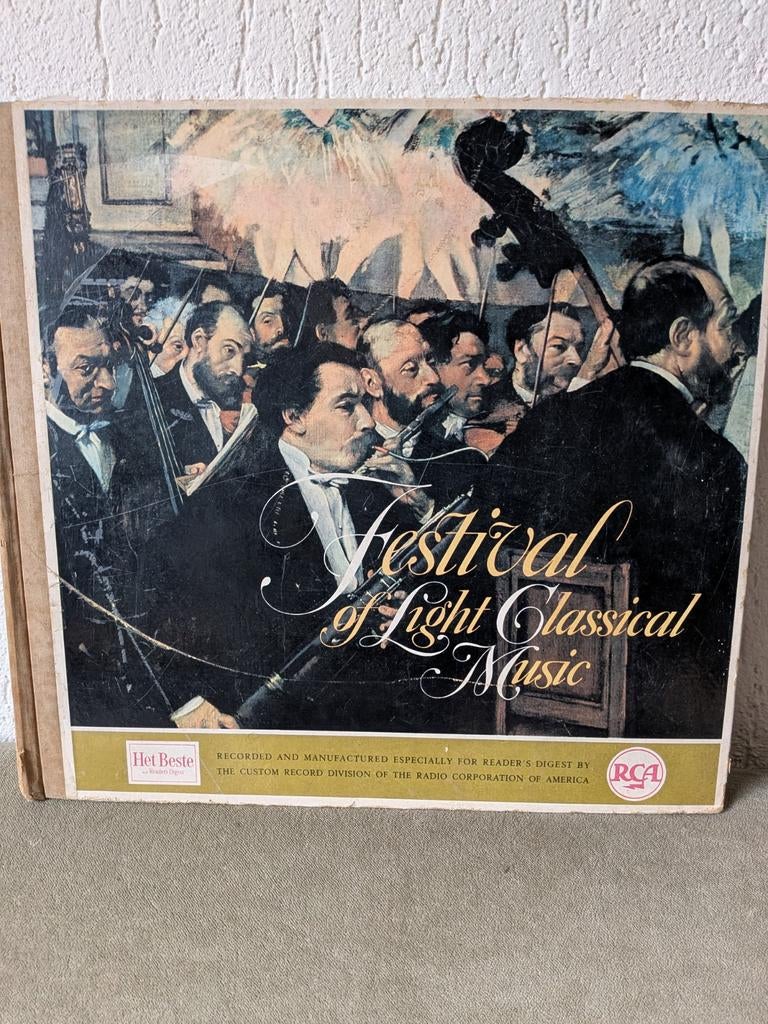 Festival
of Light Classical
Music
Het Beste
Reader's Digest
RECORDED AND MANUFACTURED ESPECIALLY FOR READER'S DIGEST BY
THE CUSTOM RECORD DIVISION OF THE RADIO CORPORATION OF AMERICA
RCA